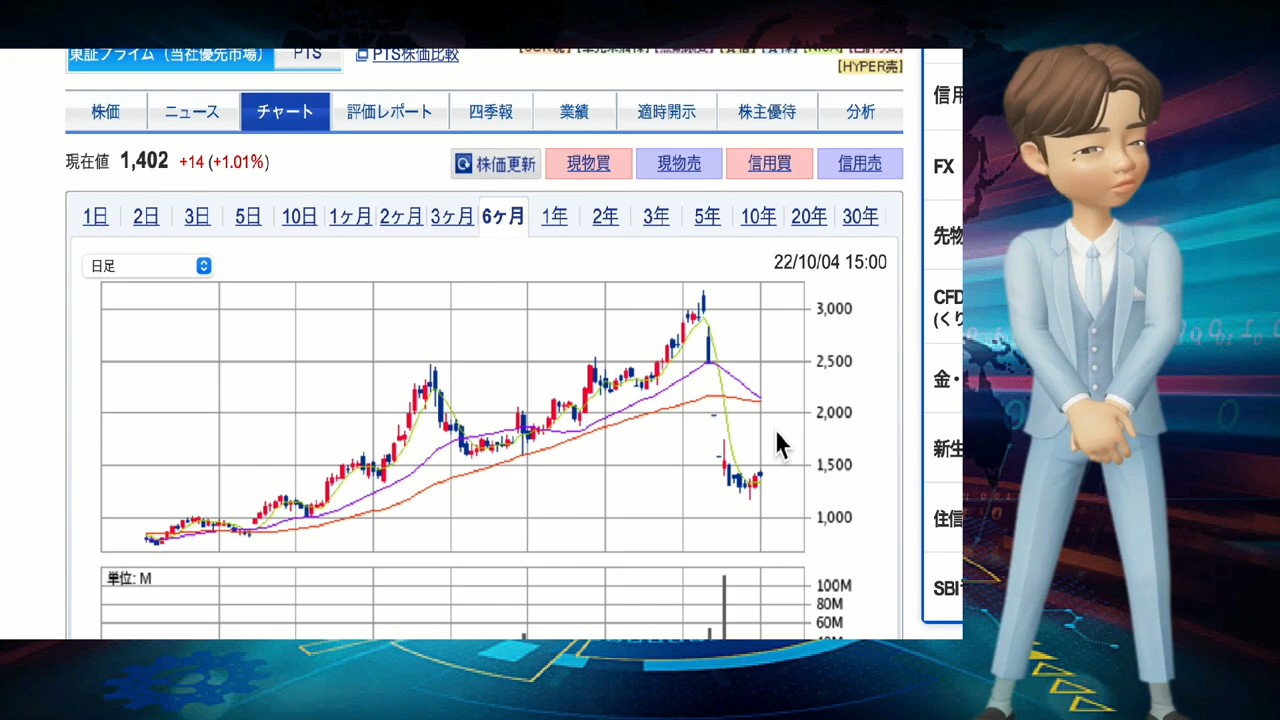 東証プライム（当社優先市場） PTS PTS株価比較
[HYPER売]
株価 ニュース チャート 評価レポート 四季報 業績 適時開示 株主優待 分析
現在値 1,402 +14 (+1.01%) 株価更新 現物買 現物売 信用買 信用売
1日 2日 3日 5日 10日 1ヶ月 2ヶ月 3ヶ月 6ヶ月 1年 2年 3年 5年 10年 20年 30年
日足 22/10/04 15:00
3,000
2,500
2,000
1,500
1,000
単位: M
100M
80M
60M
信用
FX
先物
CFD
(くり
金・
新生
住信
SBI